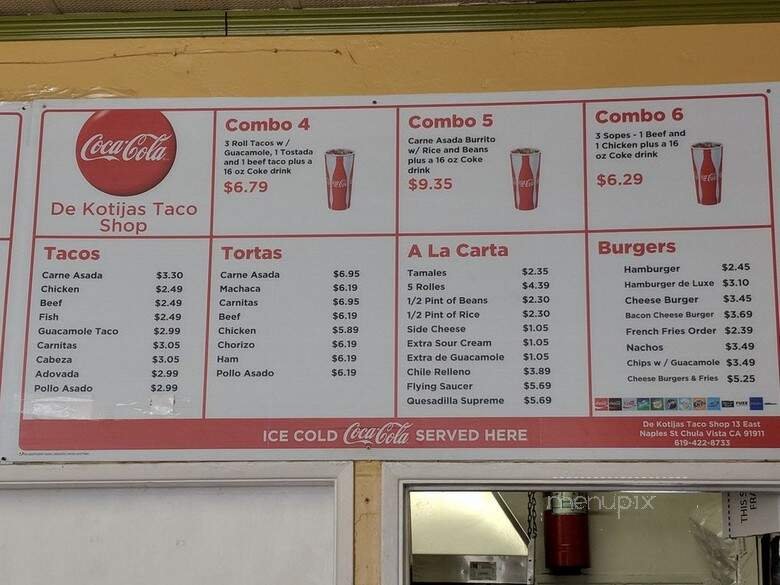 Coca-Cola
De Kotijas Taco
Shop
Combo 4
3 Roll Tacos w /
Guacamole, 1 Tostada
and 1 beef taco plus a
16 oz Coke drink
$6.79
Combo 5
Carne Asada Burrito
w/ Rice and Beans
plus a 16 oz Coke
drink
$9.35
Combo 6
3 Sopes - 1 Beef and
1 Chicken plus a 16
oz Coke drink
$6.29
Tacos
Carne Asada $3.30
Chicken $2.49
Beef $2.49
Fish $2.49
Guacamole Taco $2.99
Carnitas $3.05
Cabeza $3.05
Adovada $2.99
Pollo Asado $2.99
Tortas
Carne Asada $6.95
Machaca $6.19
Carnitas $6.95
Beef $6.19
Chicken $5.89
Chorizo $6.19
Ham $6.19
Pollo Asado $6.19
A La Carta
Tamales $2.35
5 Rolles $4.39
1/2 Pint of Beans $2.30
1/2 Pint of Rice $2.30
Side Cheese $1.05
Extra Sour Cream $1.05
Extra de Guacamole $1.05
Chile Relleno $3.89
Flying Saucer $5.69
Quesadilla Supreme $5.69
Burgers
Hamburger $2.45
Hamburger de Luxe $3.10
Cheese Burger $3.45
Bacon Cheese Burger $3.69
French Fries Order $2.39
Nachos $3.49
Chips w / Guacamole $3.49
Cheese Burgers & Fries $5.25
ICE COLD Coca-Cola SERVED HERE
De Kotijas Taco Shop 13 East
Naples St Chula Vista CA 91911
619-422-8733
menupix
THIS S
FRA